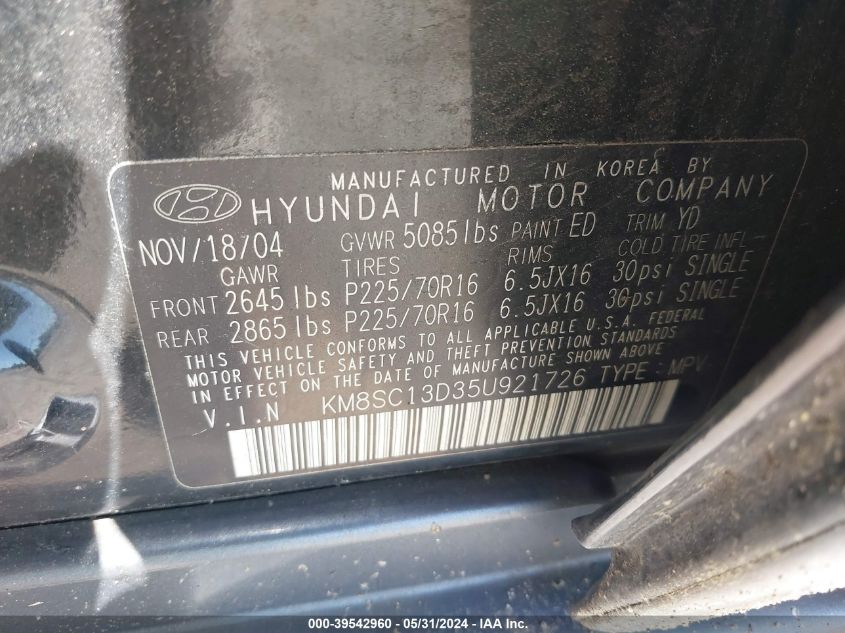 MANUFACTURED IN KOREA BY
HYUNDAI MOTOR COMPANY
NOV/18/04 GVWR 5085lbs PAINT ED TRIM YD
GAWR TIRES RIMS COLD TIRE INFL-
FRONT 2645lbs P225/70R16 6.5JX16 30psi SINGLE
REAR 2865lbs P225/70R16 6.5JX16 30psi SINGLE
THIS VEHICLE CONFORMS TO ALL APPLICABLE U.S.A. FEDERAL
MOTOR VEHICLE SAFETY AND THEFT PREVENTION STANDARDS
IN EFFECT ON THE DATE OF MANUFACTURE SHOWN ABOVE
V.I.N KM8SC13D35U921726 TYPE : MPV
000-39542960 - 05/31/2024 - IAA Inc.